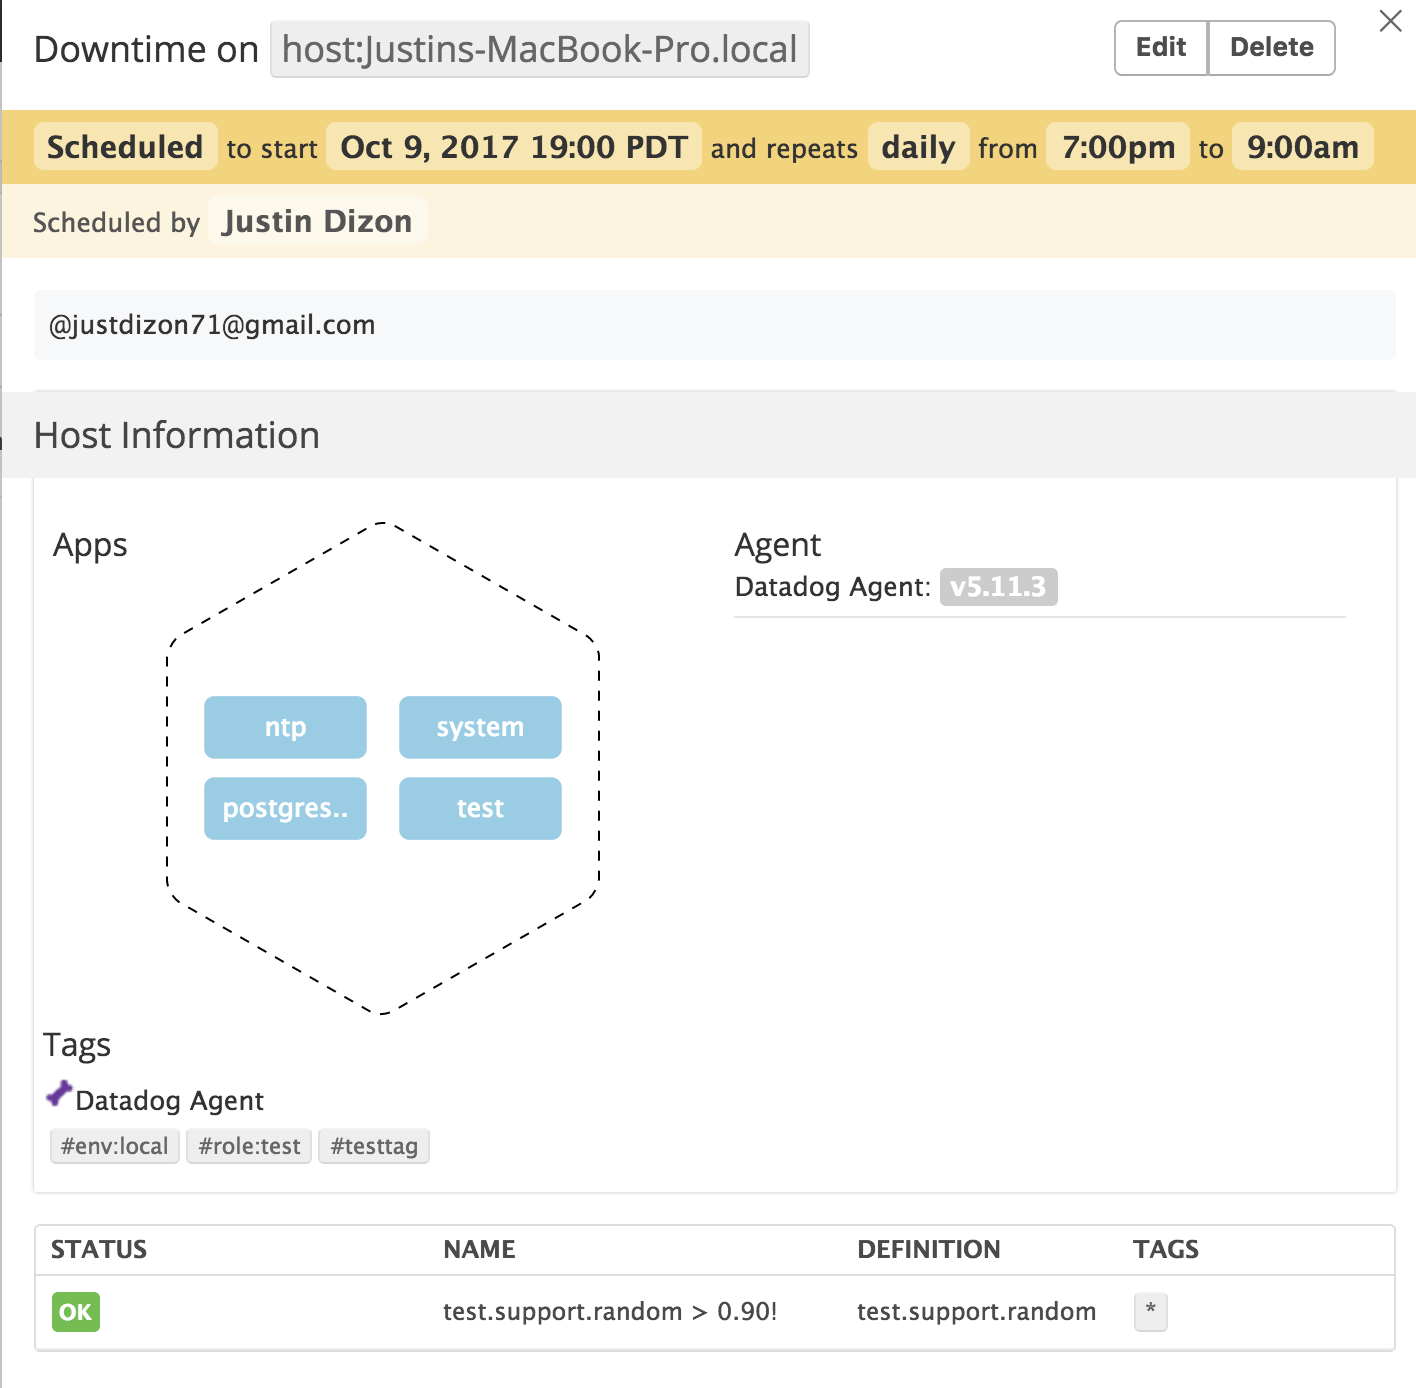 Downtime on host:Justins-MacBook-Pro.local Edit Delete
Scheduled to start Oct 9, 2017 19:00 PDT and repeats daily from 7:00pm to 9:00am
Scheduled by Justin Dizon
@justdizon71@gmail.com
Host Information
Apps
ntp system
postgres.. test
Agent
Datadog Agent: v5.11.3
Tags
Datadog Agent
#env:local #role:test #testtag
STATUS NAME DEFINITION TAGS
OK test.support.random > 0.90! test.support.random *